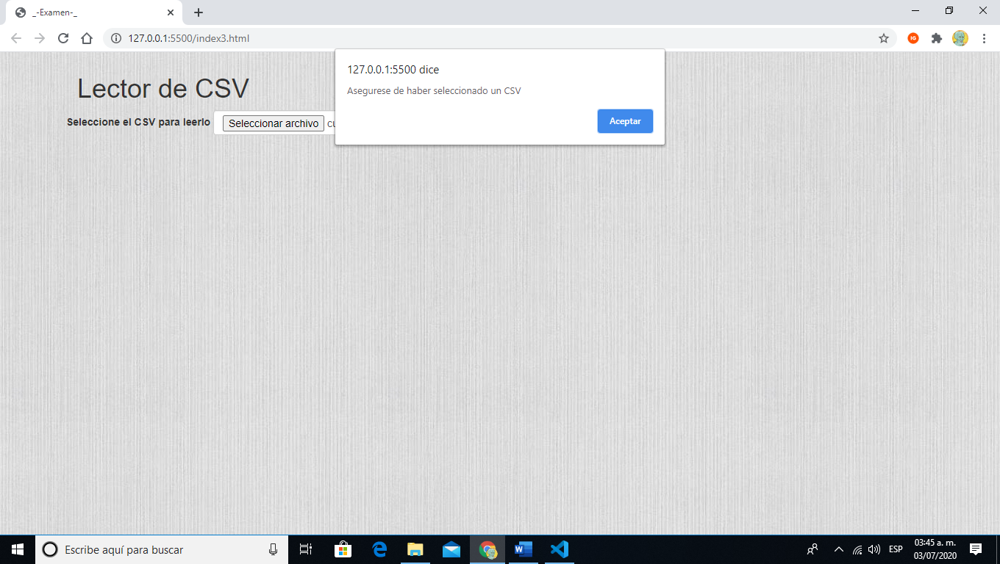 _-Examen-_
127.0.0.1:5500/index3.html
IG
127.0.0.1:5500 dice
Asegurese de haber seleccionado un CSV
Aceptar
Lector de CSV
Seleccione el CSV para leerlo Seleccionar archivo
Escribe aquí para buscar
ESP
03:45 a. m.
03/07/2020